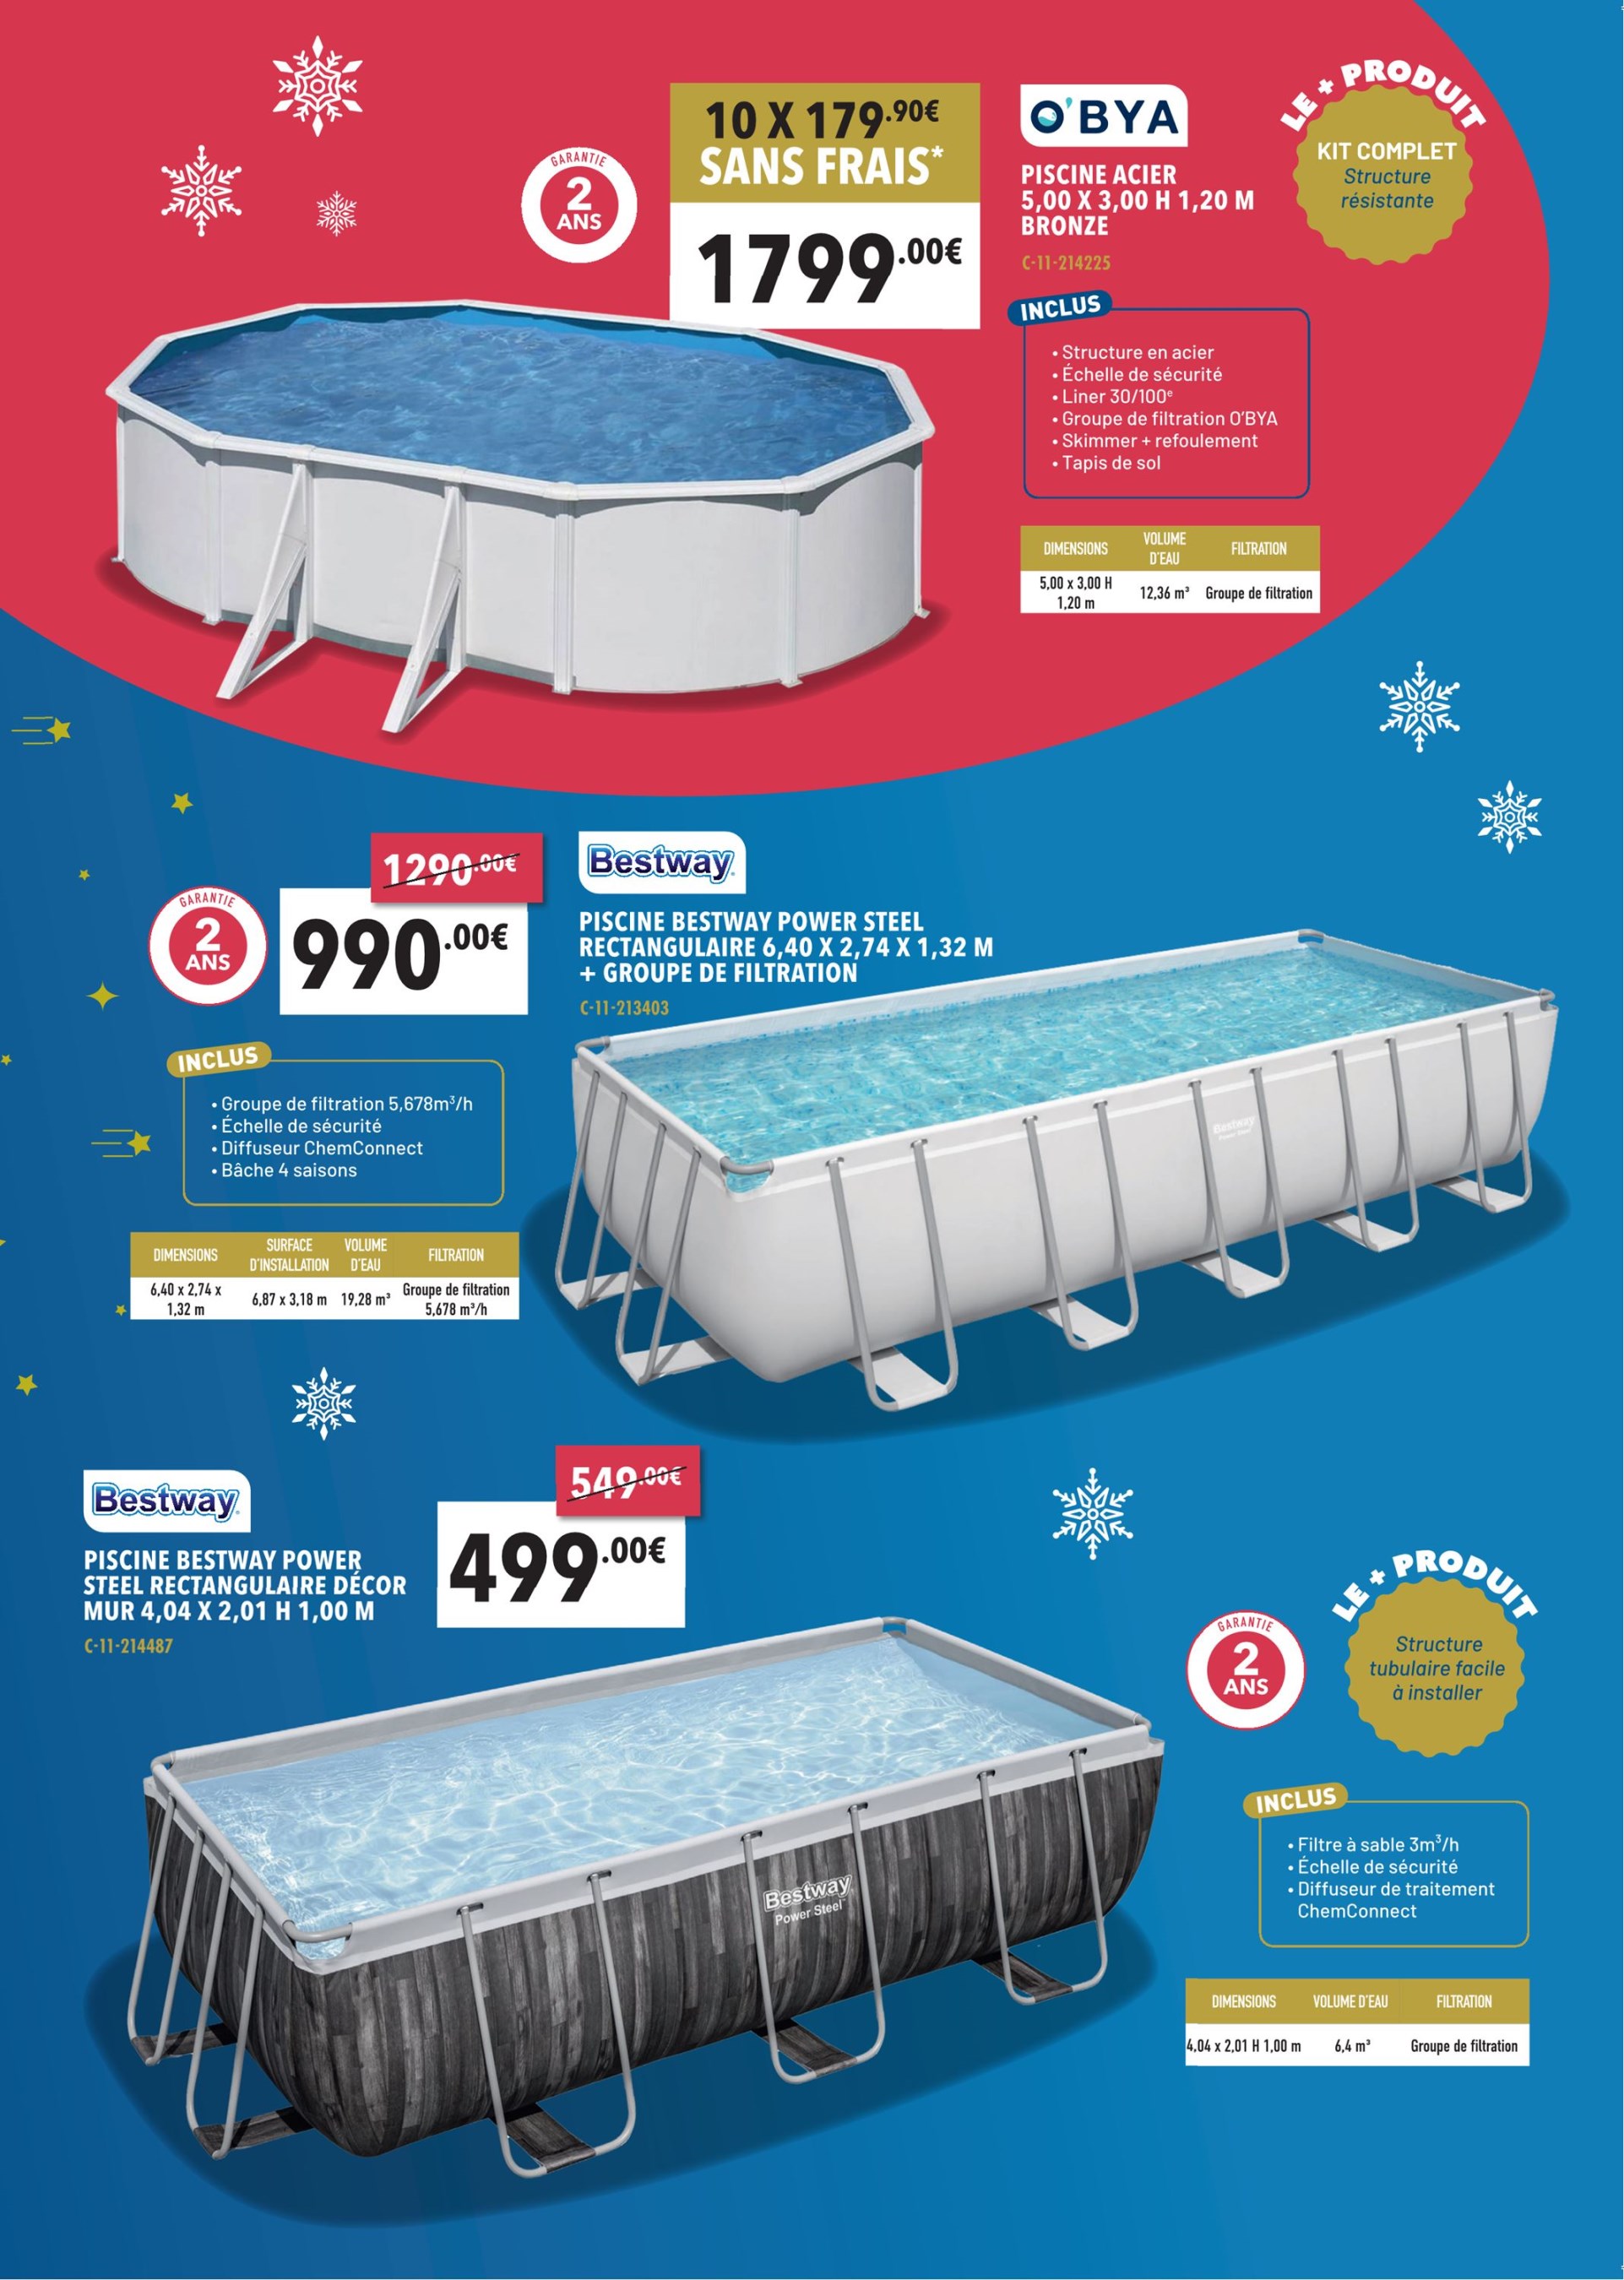 10 X 179.90€
SANS FRAIS*
1799.00€
GARANTIE
2
ANS
O'BYA
PISCINE ACIER
5,00 X 3,00 H 1,20 M
BRONZE
C-11-214225
LE + PRODUIT
KIT COMPLET
Structure
résistante
INCLUS
• Structure en acier
• Échelle de sécurité
• Liner 30/100e
• Groupe de filtration O'BYA
• Skimmer + refoulement
• Tapis de sol
DIMENSIONS VOLUME D'EAU FILTRATION
5,00 x 3,00 H 1,20 m 12,36 m³ Groupe de filtration
1290.00€
990.00€
GARANTIE
2
ANS
Bestway
PISCINE BESTWAY POWER STEEL
RECTANGULAIRE 6,40 X 2,74 X 1,32 M
+ GROUPE DE FILTRATION
C-11-213403
INCLUS
• Groupe de filtration 5,678m³/h
• Échelle de sécurité
• Diffuseur ChemConnect
• Bâche 4 saisons
DIMENSIONS SURFACE D'INSTALLATION VOLUME D'EAU FILTRATION
6,40 x 2,74 x 1,32 m 6,87 x 3,18 m 19,28 m³ Groupe de filtration 5,678 m³/h
Bestway
Power Steel
Bestway
PISCINE BESTWAY POWER
STEEL RECTANGULAIRE DÉCOR
MUR 4,04 X 2,01 H 1,00 M
C-11-214487
549.00€
499.00€
GARANTIE
2
ANS
LE + PRODUIT
Structure
tubulaire facile
à installer
Bestway
Power Steel
INCLUS
• Filtre à sable 3m³/h
• Échelle de sécurité
• Diffuseur de traitement
ChemConnect
DIMENSIONS VOLUME D'EAU FILTRATION
4,04 x 2,01 H 1,00 m 6,4 m³ Groupe de filtration